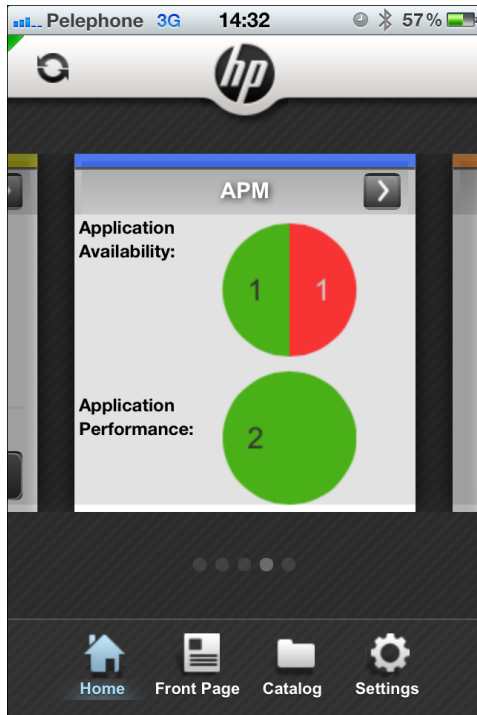 Pelephone 3G 14:32 57%
hp
APM
Application
Availability:
1 1
Application
Performance:
2
Home Front Page Catalog Settings